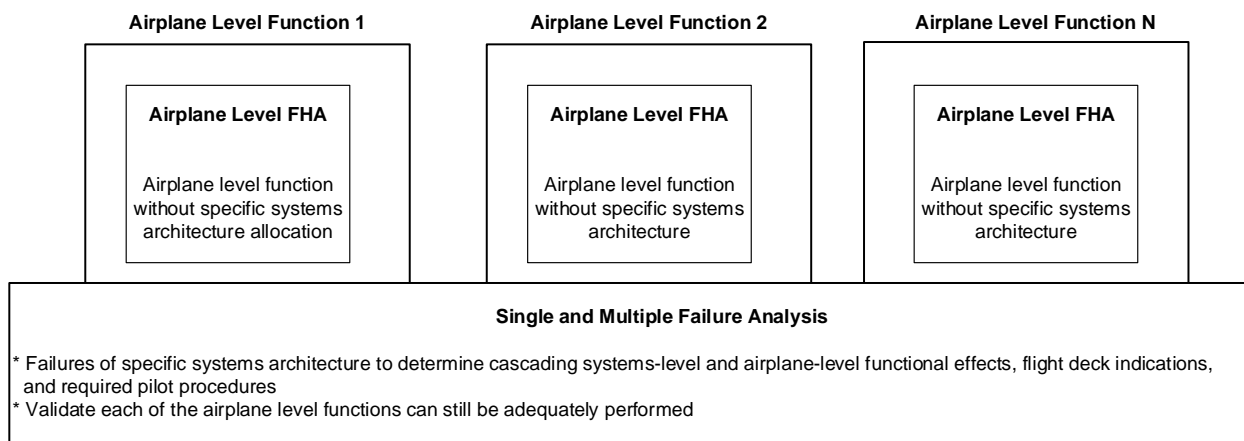 Airplane Level Function 1
Airplane Level Function 2
Airplane Level Function N
Airplane Level FHA
Airplane level function
without specific systems
architecture allocation
Airplane Level FHA
Airplane level function
without specific systems
architecture
Airplane Level FHA
Airplane level function
without specific systems
architecture
Single and Multiple Failure Analysis
* Failures of specific systems architecture to determine cascading systems-level and airplane-level functional effects, flight deck indications,
and required pilot procedures
* Validate each of the airplane level functions can still be adequately performed